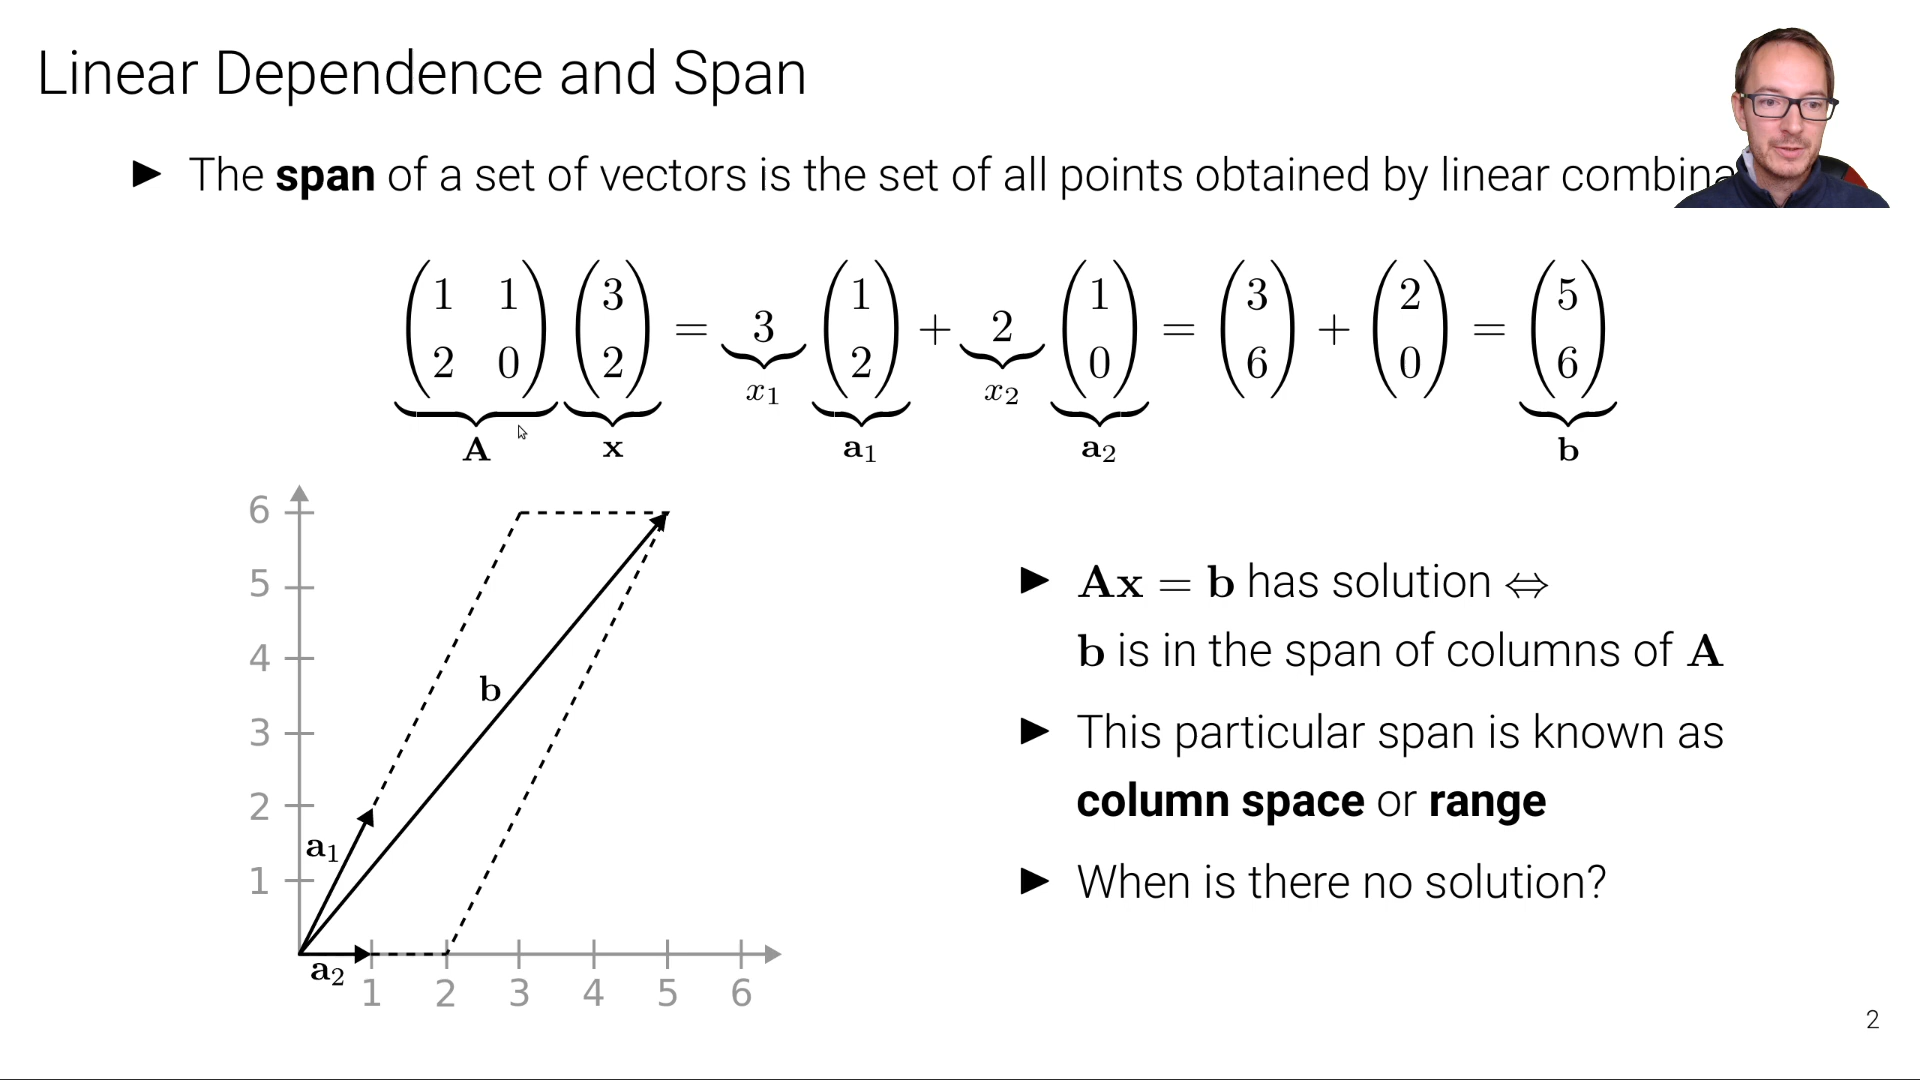 Linear Dependence and Span
▶ The span of a set of vectors is the set of all points obtained by linear
(1 1; 2 0) (3; 2) = 3 (1; 2) + 2 (1; 0) = (3; 6) + (2; 0) = (5; 6)
x₁ x₂
A x a₁ a₂ b
6
5
4
3
2
1
b
a₁
a₂
1 2 3 4 5 6
▶ Ax = b has solution ⇔
b is in the span of columns of A
▶ This particular span is known as
column space or range
▶ When is there no solution?
2